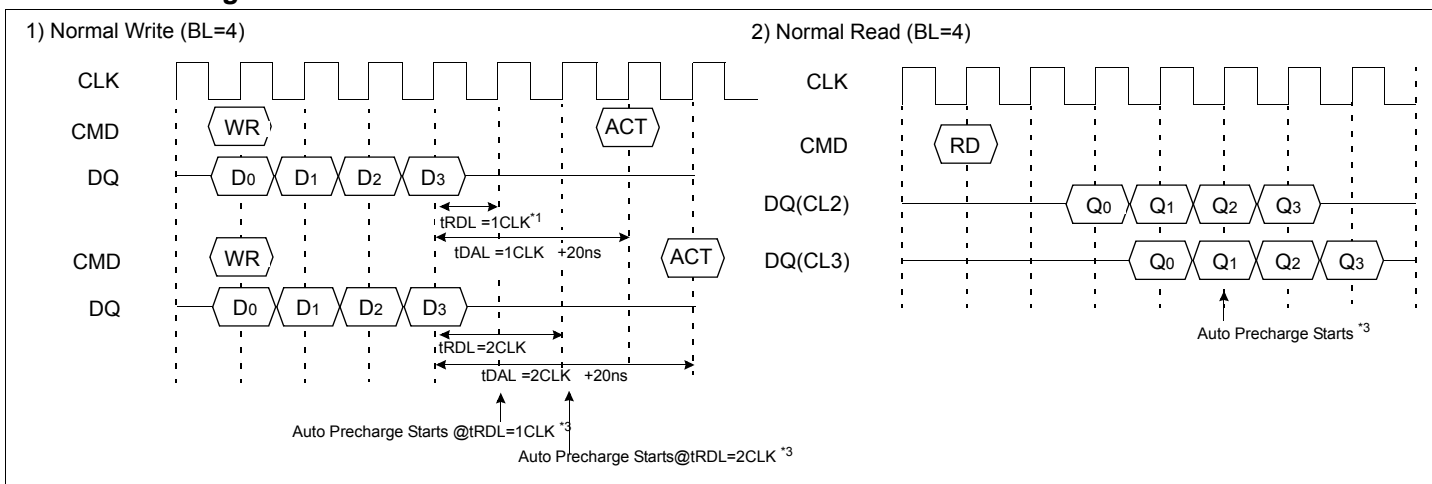 1) Normal Write (BL=4)
CLK
CMD
WR
ACT
DQ
D0 D1 D2 D3
tRDL =1CLK*1
tDAL =1CLK +20ns
CMD
WR
ACT
DQ
D0 D1 D2 D3
tRDL=2CLK
tDAL =2CLK +20ns
Auto Precharge Starts @tRDL=1CLK *3
Auto Precharge Starts@tRDL=2CLK *3
2) Normal Read (BL=4)
CLK
CMD
RD
DQ(CL2)
Q0 Q1 Q2 Q3
DQ(CL3)
Q0 Q1 Q2 Q3
Auto Precharge Starts *3